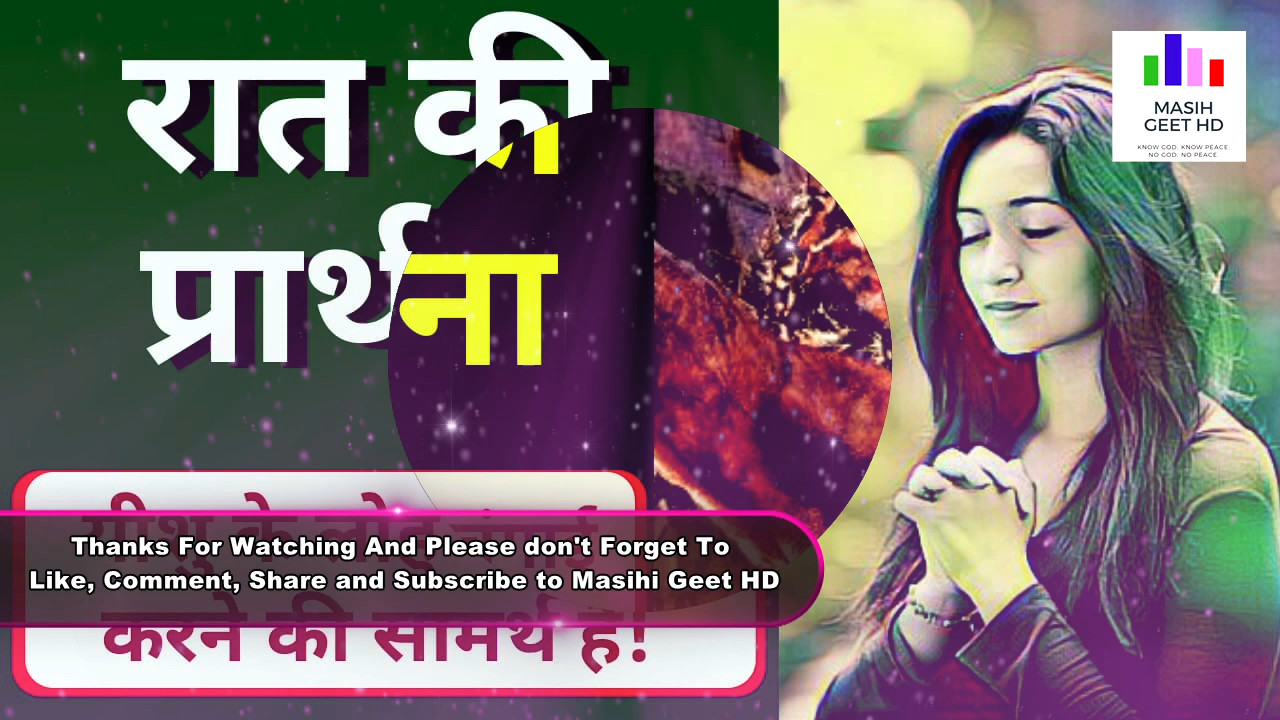 रात की
प्रार्थना
MASIH
GEET HD
KNOW GOD. KNOW PEACE.
NO GOD. NO PEACE.
यीशु के लोहू
Thanks For Watching And Please don't Forget To
Like, Comment, Share and Subscribe to Masihi Geet HD
करने की सामर्थ है!